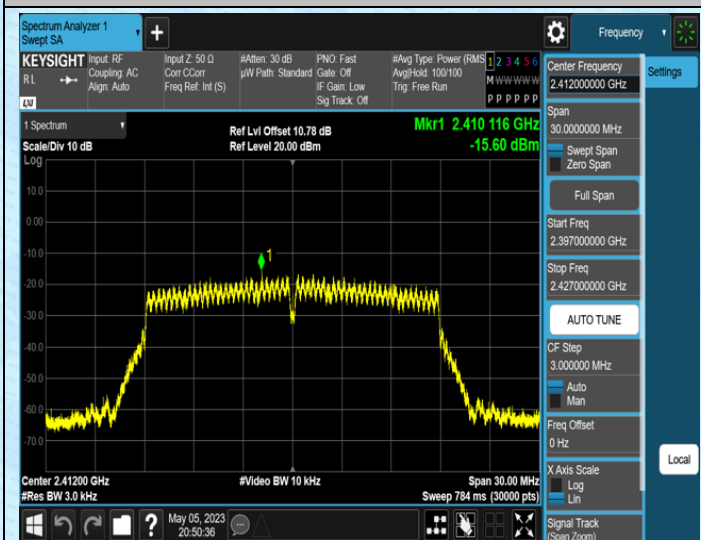 Spectrum Analyzer 1
Swept SA
+
Frequency
KEYSIGHT
RL
LXI
Input: RF
Coupling: AC
Align: Auto
Input Z: 50 Ω
Corr CCorr
Freq Ref: Int (S)
#Atten: 30 dB
µW Path: Standard
PNO: Fast
Gate: Off
IF Gain: Low
Sig Track: Off
#Avg Type: Power (RMS
Avg|Hold: 100/100
Trig: Free Run
1 2 3 4 5 6
M W W W W W
P P P P P P
1 Spectrum
Scale/Div 10 dB
Log
Ref Lvl Offset 10.78 dB
Ref Level 20.00 dBm
Mkr1 2.410 116 GHz
-15.60 dBm
10.0
0.00
-10.0
-20.0
-30.0
-40.0
-50.0
-60.0
-70.0
1
Center 2.41200 GHz
#Res BW 3.0 kHz
#Video BW 10 kHz
Span 30.00 MHz
Sweep 784 ms (30000 pts)
Center Frequency
2.412000000 GHz
Settings
Span
30.0000000 MHz
Swept Span
Zero Span
Full Span
Start Freq
2.397000000 GHz
Stop Freq
2.427000000 GHz
AUTO TUNE
CF Step
3.000000 MHz
Auto
Man
Freq Offset
0 Hz
X Axis Scale
Log
Lin
Local
Signal Track
(Span Zoom)
?
May 05, 2023
20:50:36